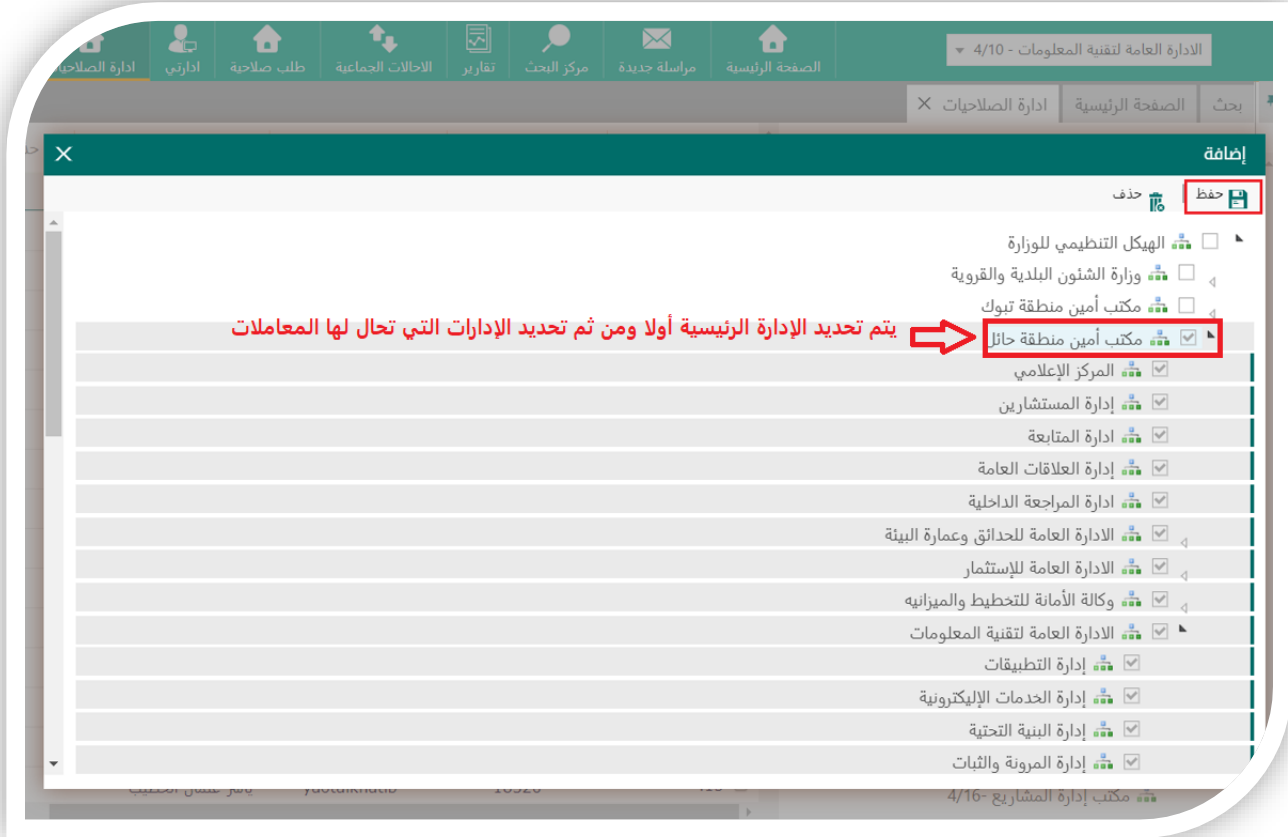 الادارة العامة لتقنية المعلومات - 4/10
الصفحة الرئيسية
مراسلة جديدة
مركز البحث
تقارير
الاحالات الجماعية
طلب صلاحية
ادارتي
ادارة الصلاحيات
بحث
الصفحة الرئيسية
ادارة الصلاحيات
إضافة
حفظ
حذف
الهيكل التنظيمي للوزارة
وزارة الشئون البلدية والقروية
مكتب أمين منطقة تبوك
مكتب أمين منطقة حائل
يتم تحديد الإدارة الرئيسية أولا ومن ثم تحديد الإدارات التي تحال لها المعاملات
المركز الإعلامي
إدارة المستشارين
ادارة المتابعة
إدارة العلاقات العامة
ادارة المراجعة الداخلية
الادارة العامة للحدائق وعمارة البيئة
الادارة العامة للإستثمار
وكالة الأمانة للتخطيط والميزانيه
الادارة العامة لتقنية المعلومات
إدارة التطبيقات
إدارة الخدمات الإليكترونية
إدارة البنية التحتية
إدارة المرونة والثبات
مكتب إدارة المشاريع -4/16